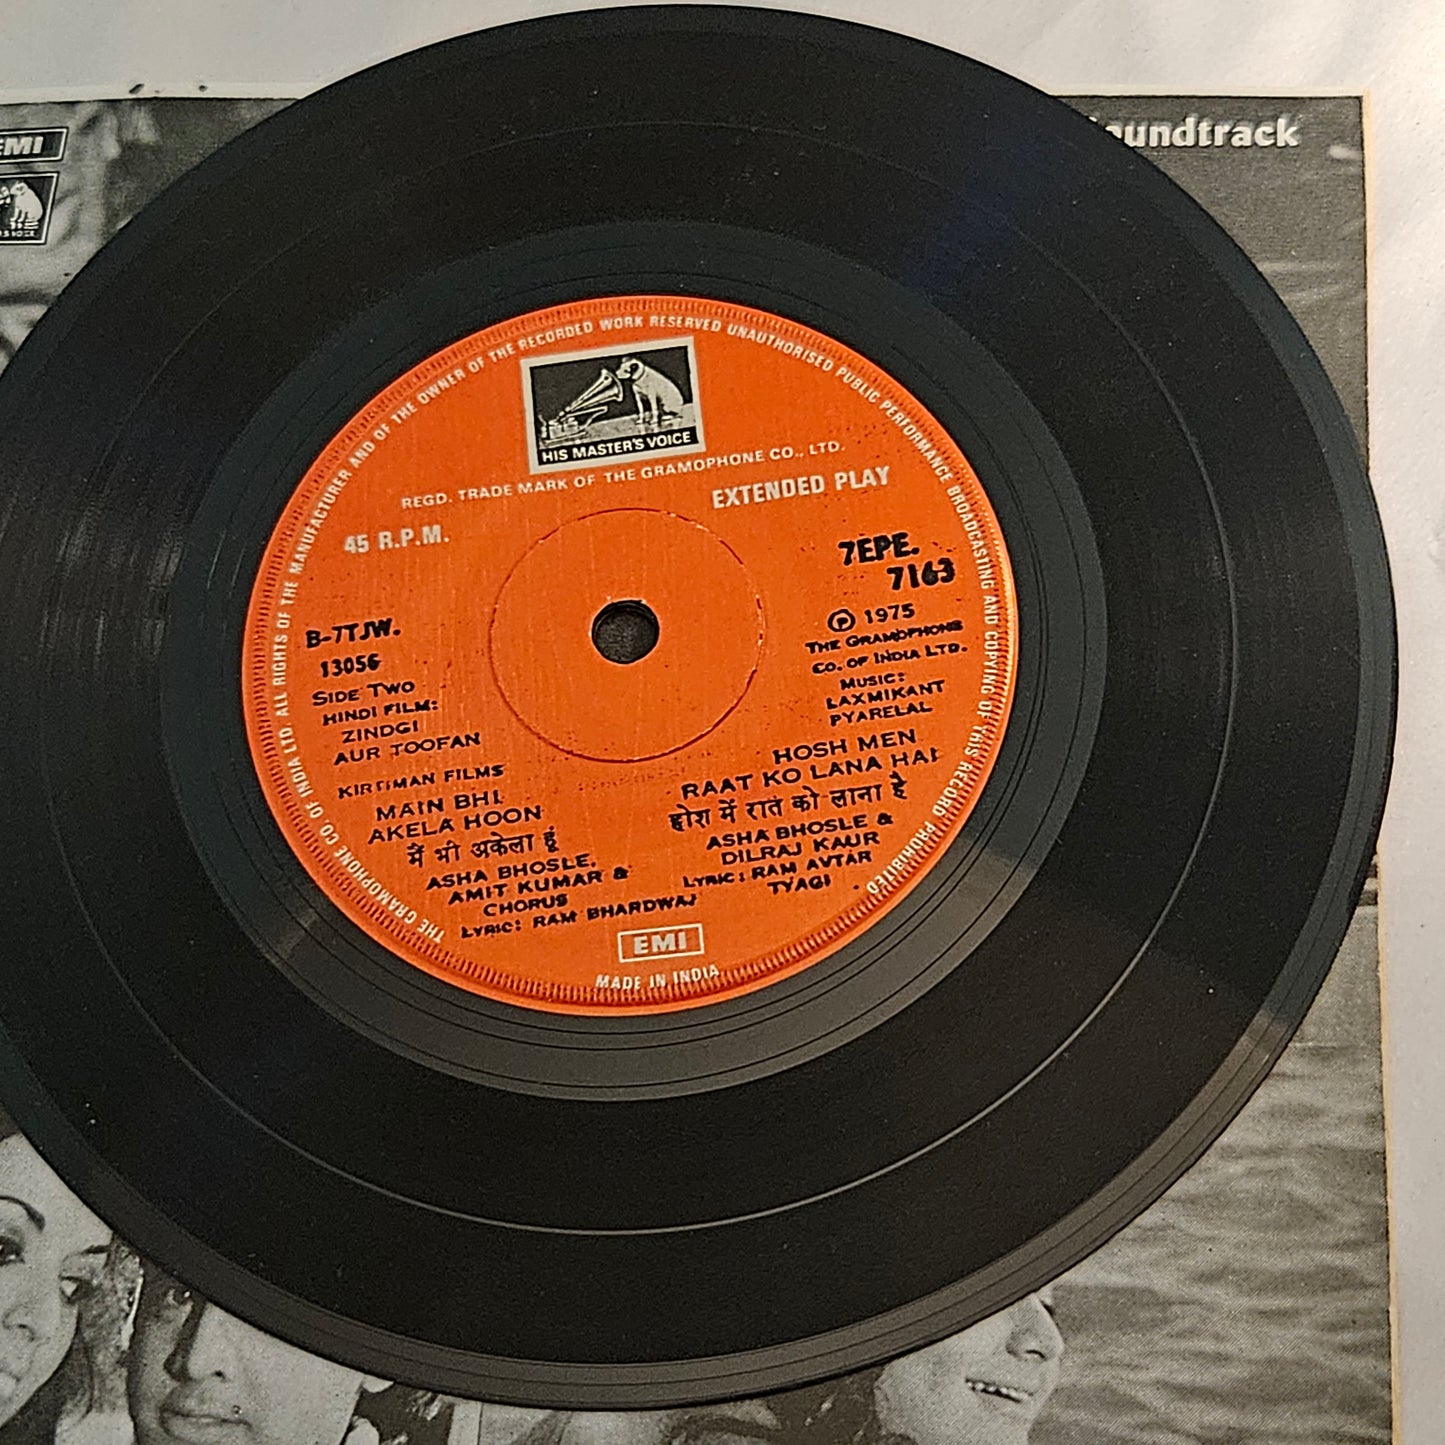 EMI
oundtrack
THE GRAMOPHONE CO. OF INDIA LTD. ALL RIGHTS OF THE MANUFACTURER AND OF THE OWNER OF THE RECORDED WORK RESERVED UNAUTHORISED PUBLIC PERFORMANCE BROADCASTING AND COPYING OF THIS RECORD PROHIBITED
HIS MASTER'S VOICE
REGD. TRADE MARK OF THE GRAMOPHONE CO., LTD.
45 R.P.M.
EXTENDED PLAY
7EPE.
7163
℗ 1975
THE GRAMOPHONE
CO. OF INDIA LTD.
MUSIC:
LAXMIKANT
PYARELAL
B-7TJW.
13056
SIDE TWO
HINDI FILM:
ZINDGI
AUR TOOFAN
KIRTIMAN FILMS
MAIN BHI
AKELA HOON
मैं भी अकेला हूं
ASHA BHOSLE,
AMIT KUMAR &
CHORUS
LYRIC: RAM BHARDWAJ
HOSH MEN
RAAT KO LANA HAI
होश में रात को लाना है
ASHA BHOSLE &
DILRAJ KAUR
LYRIC: RAM AVTAR
TYAGI
EMI
MADE IN INDIA